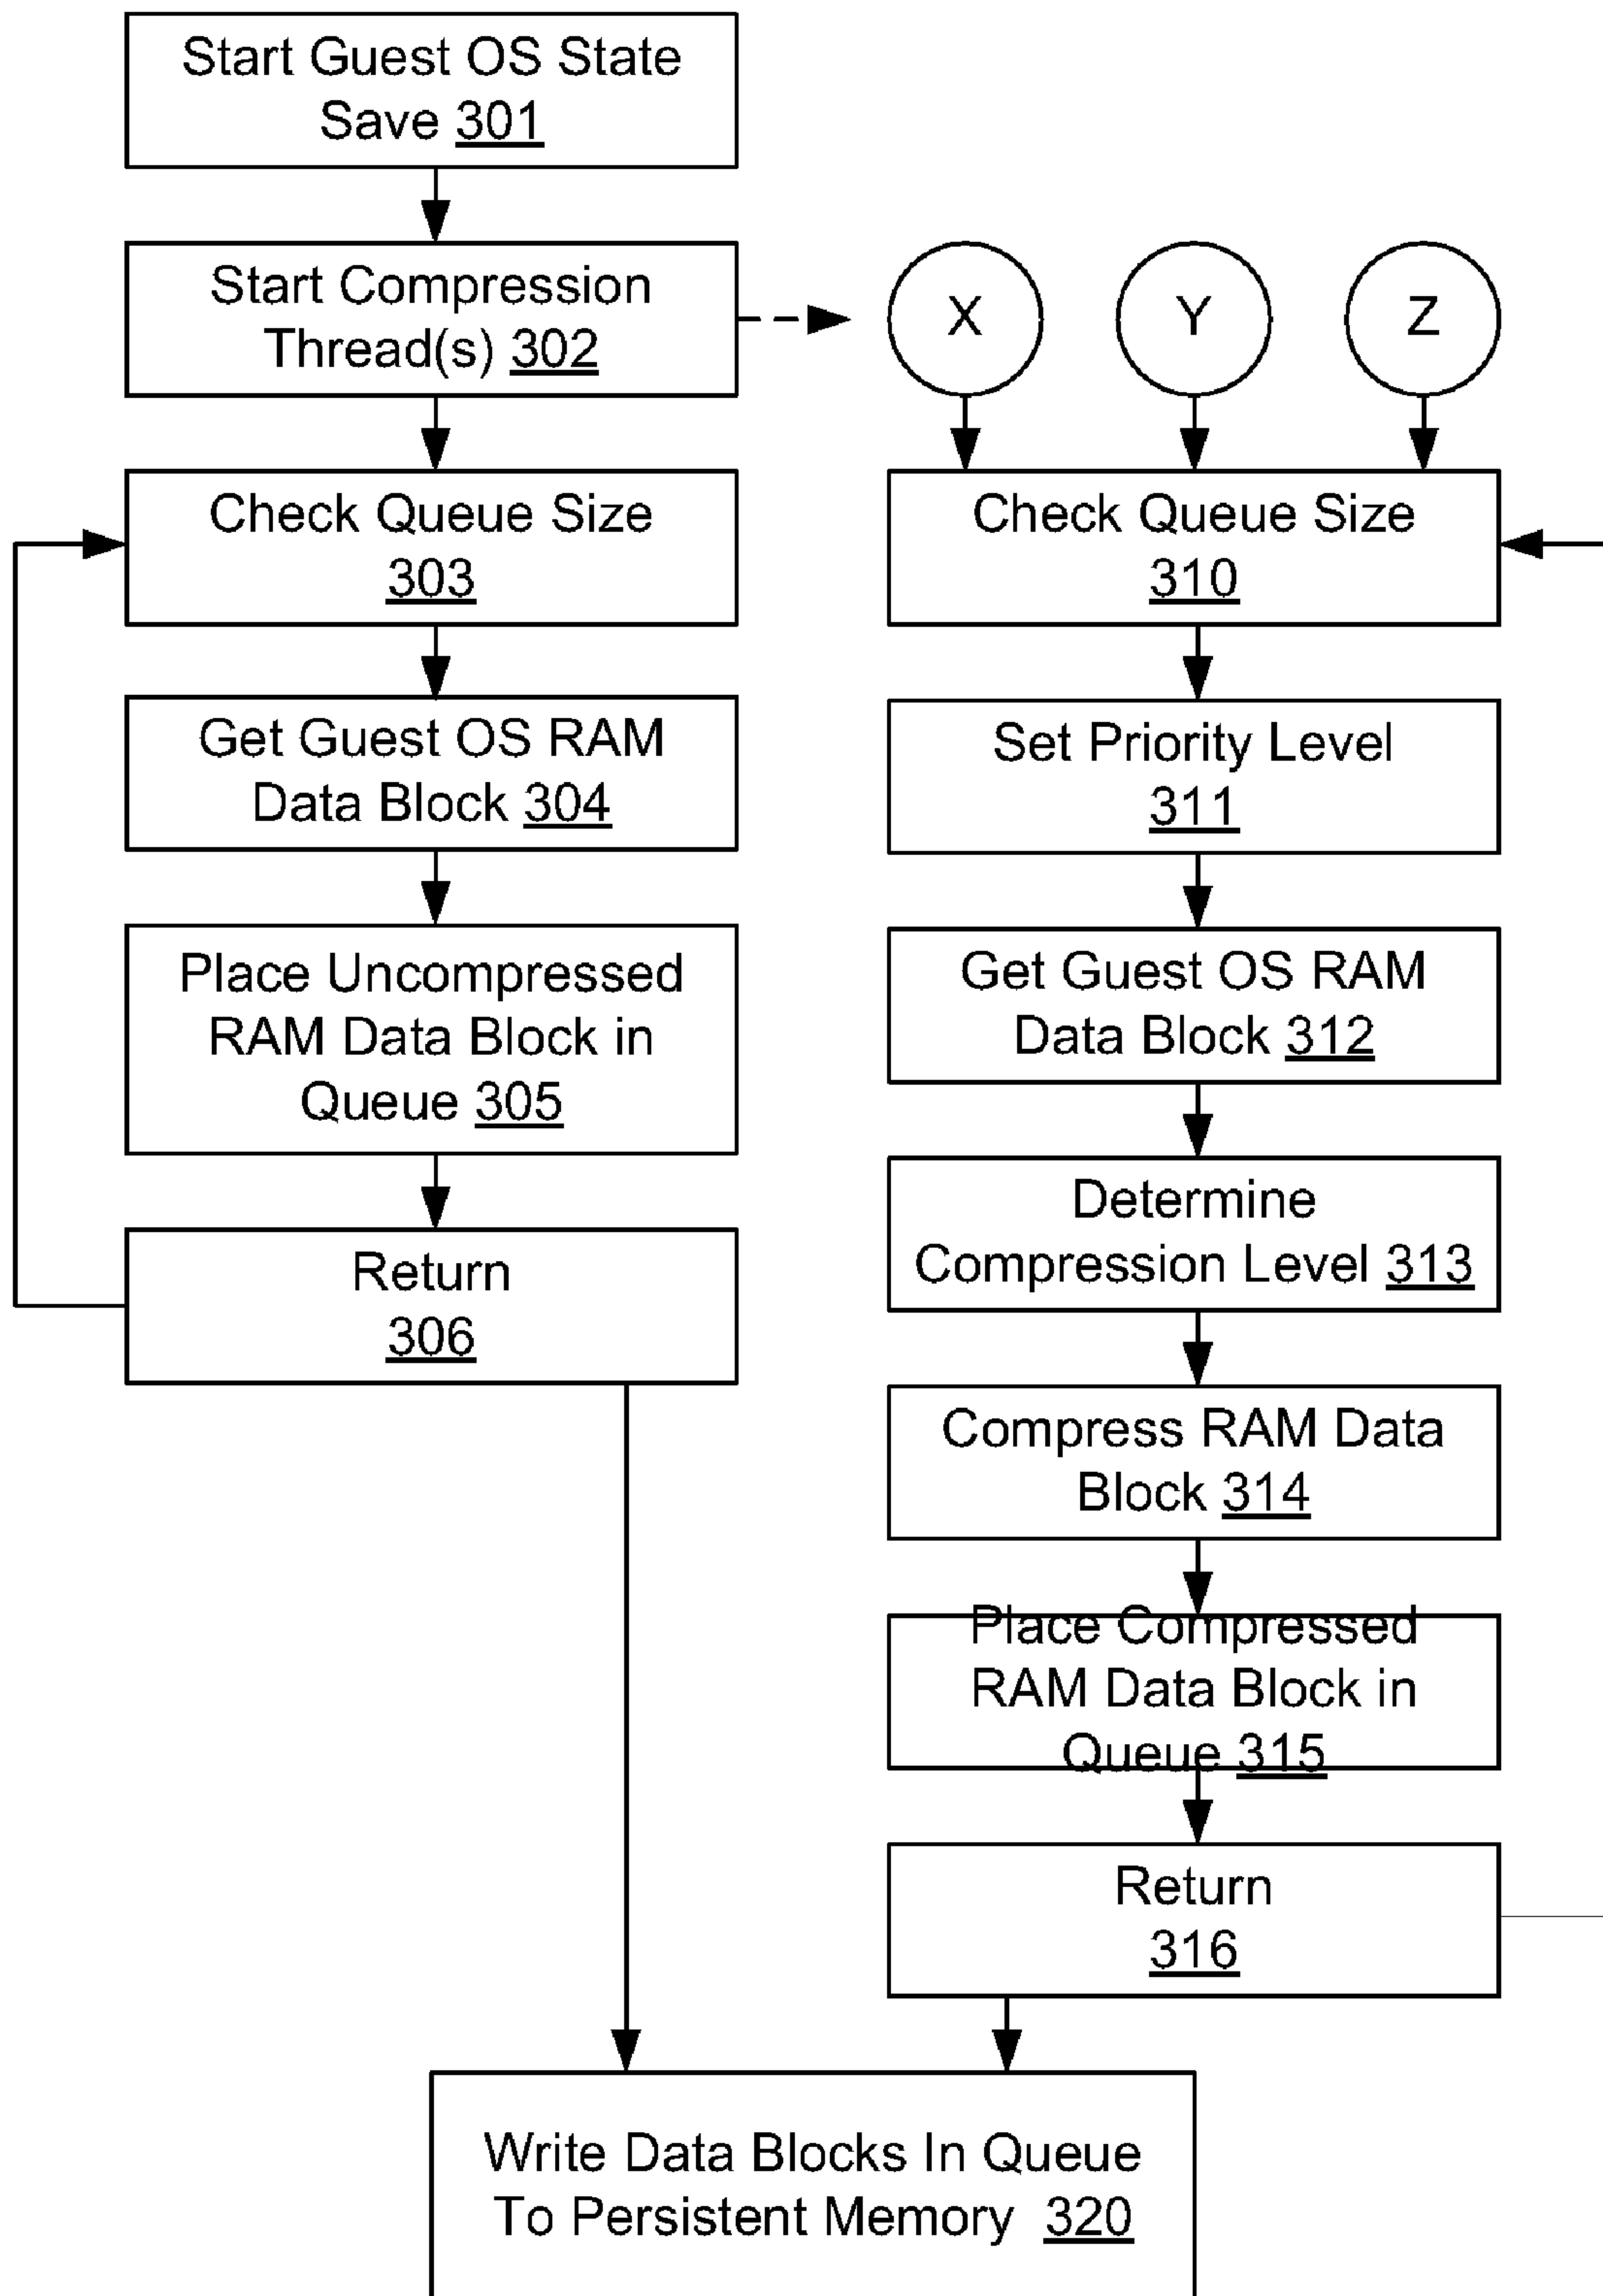 Start Guest OS State
Save 301
Start Compression
Thread(s) 302
X
Y
Z
Check Queue Size
303
Get Guest OS RAM
Data Block 304
Place Uncompressed
RAM Data Block in
Queue 305
Return
306
Check Queue Size
310
Set Priority Level
311
Get Guest OS RAM
Data Block 312
Determine
Compression Level 313
Compress RAM Data
Block 314
Place Compressed
RAM Data Block in
Queue 315
Return
316
Write Data Blocks In Queue
To Persistent Memory 320